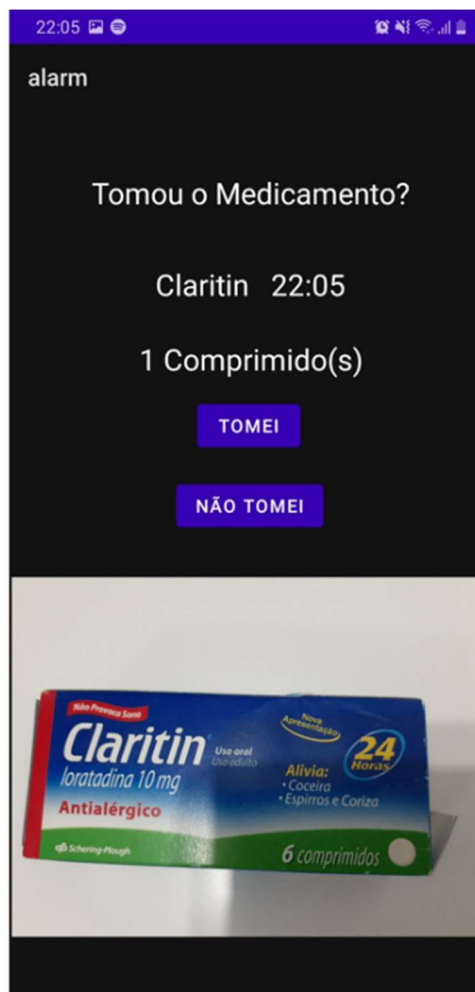 22:05
alarm
Tomou o Medicamento?
Claritin 22:05
1 Comprimido(s)
TOMEI
NÃO TOMEI
Não Provoca Sono
Claritin
loratadina 10 mg
Antialérgico
Schering-Plough
Uso oral
Uso adulto
Nova
Apresentação
24
Horas
Alivia:
• Coceira
• Espirros e Coriza
6 comprimidos